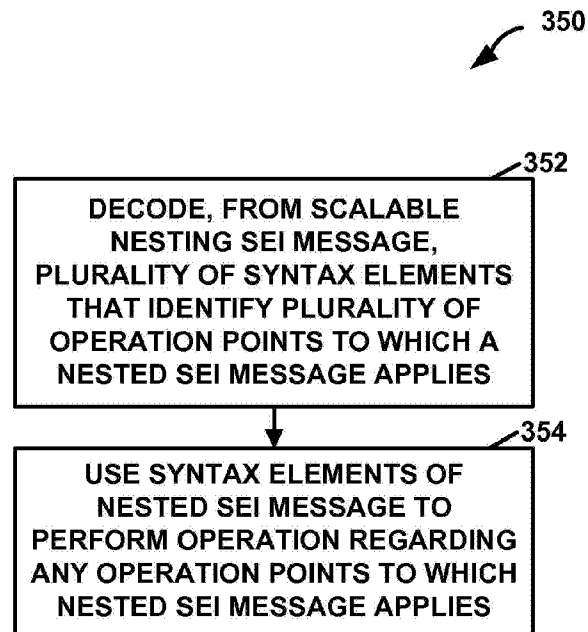 350
352
DECODE, FROM SCALABLE
NESTING SEI MESSAGE,
PLURALITY OF SYNTAX ELEMENTS
THAT IDENTIFY PLURALITY OF
OPERATION POINTS TO WHICH A
NESTED SEI MESSAGE APPLIES
354
USE SYNTAX ELEMENTS OF
NESTED SEI MESSAGE TO
PERFORM OPERATION REGARDING
ANY OPERATION POINTS TO WHICH
NESTED SEI MESSAGE APPLIES